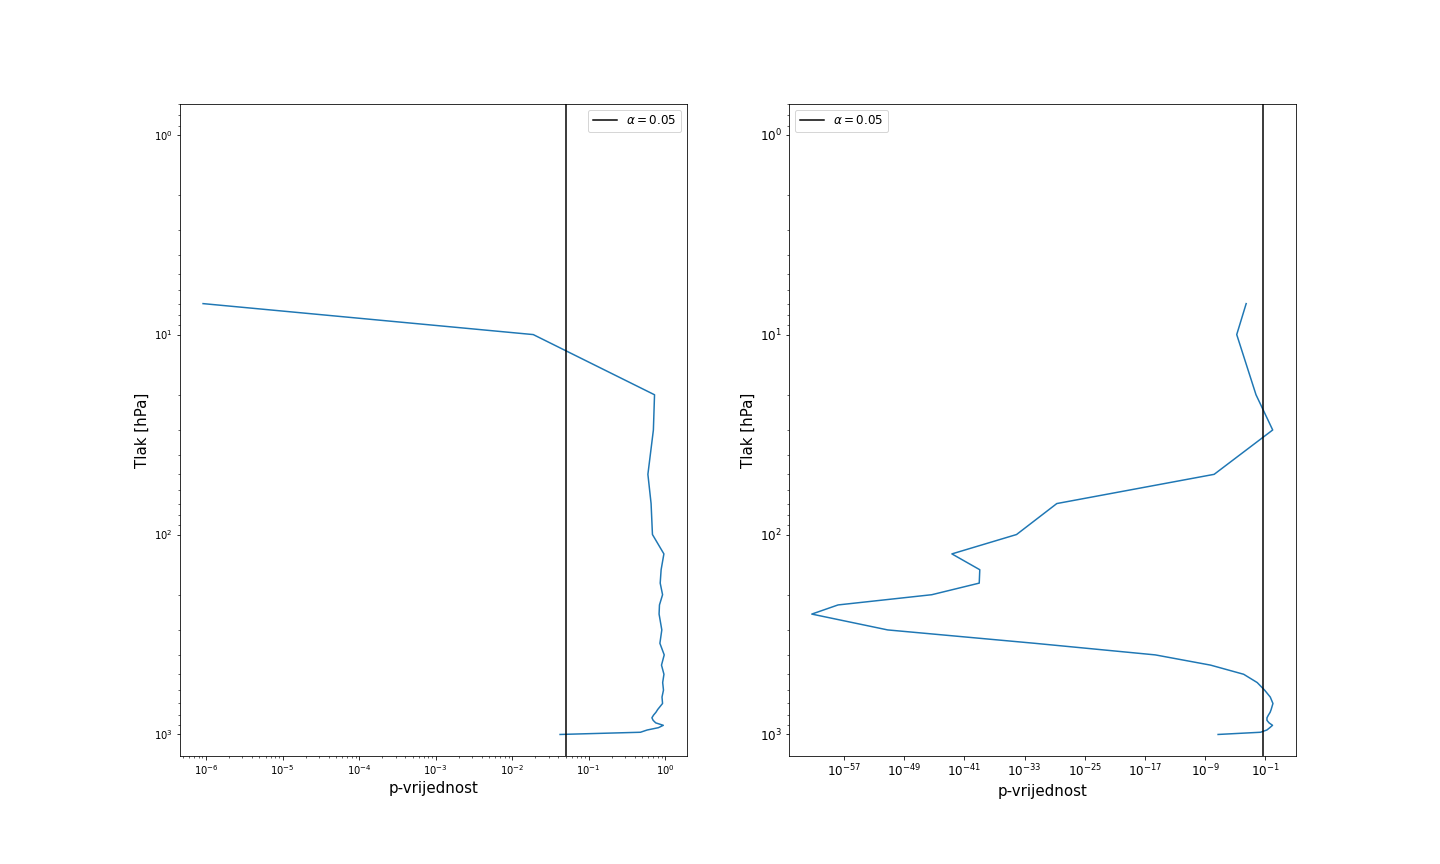 α = 0.05
10⁰
10¹
10²
10³
Tlak [hPa]
10⁻⁶ 10⁻⁵ 10⁻⁴ 10⁻³ 10⁻² 10⁻¹ 10⁰
p-vrijednost
α = 0.05
10⁰
10¹
10²
10³
Tlak [hPa]
10⁻⁵⁷ 10⁻⁴⁹ 10⁻⁴¹ 10⁻³³ 10⁻²⁵ 10⁻¹⁷ 10⁻⁹ 10⁻¹
p-vrijednost